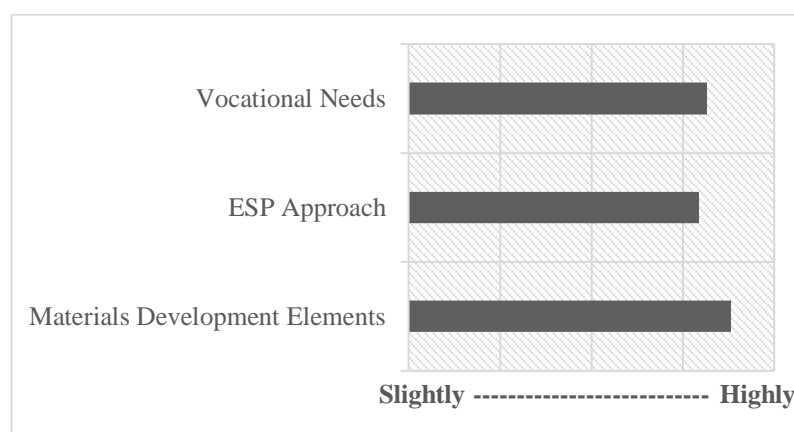 Vocational Needs
ESP Approach
Materials Development Elements
Slightly -------------------------- Highly